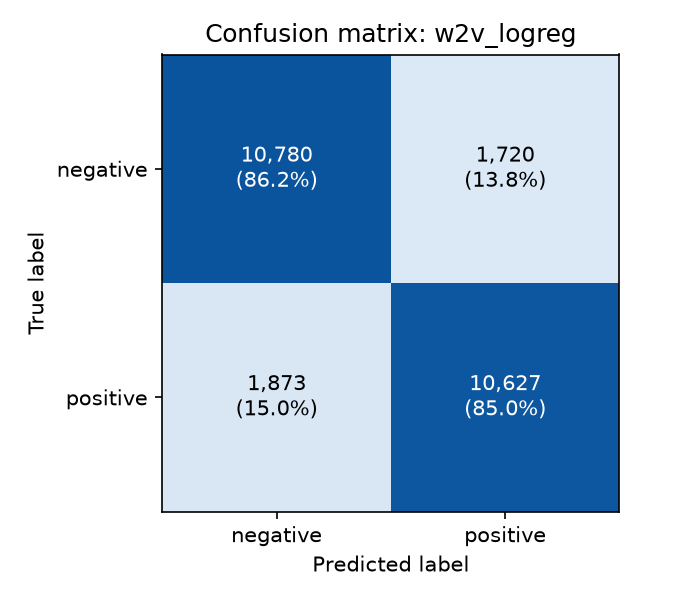 Confusion matrix: w2v_logreg
True label
negative
10,780
(86.2%)
1,720
(13.8%)
positive
1,873
(15.0%)
10,627
(85.0%)
negative
positive
Predicted label